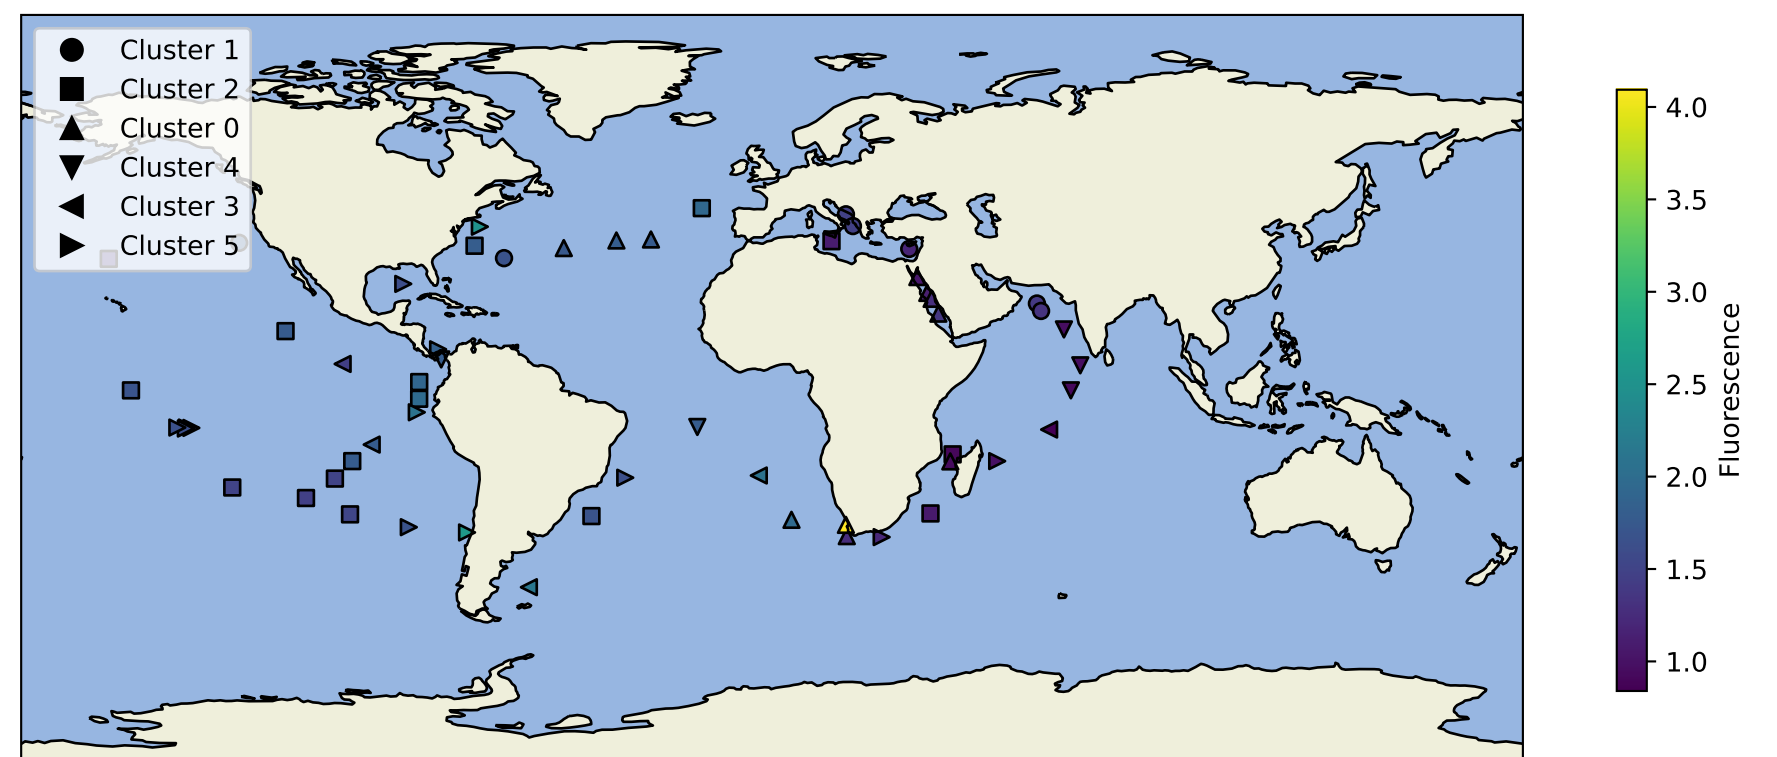 Cluster 1
Cluster 2
Cluster 0
Cluster 4
Cluster 3
Cluster 5
4.0
3.5
3.0
2.5
2.0
1.5
1.0
Fluorescence